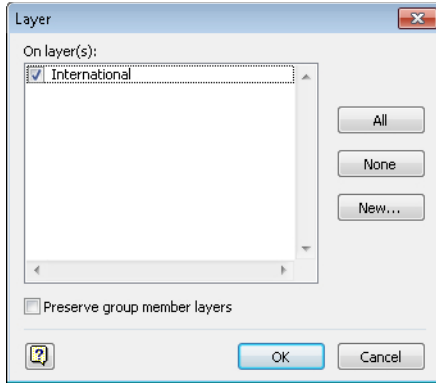 Layer
On layer(s):
International
All
None
New...
Preserve group member layers
?
OK
Cancel